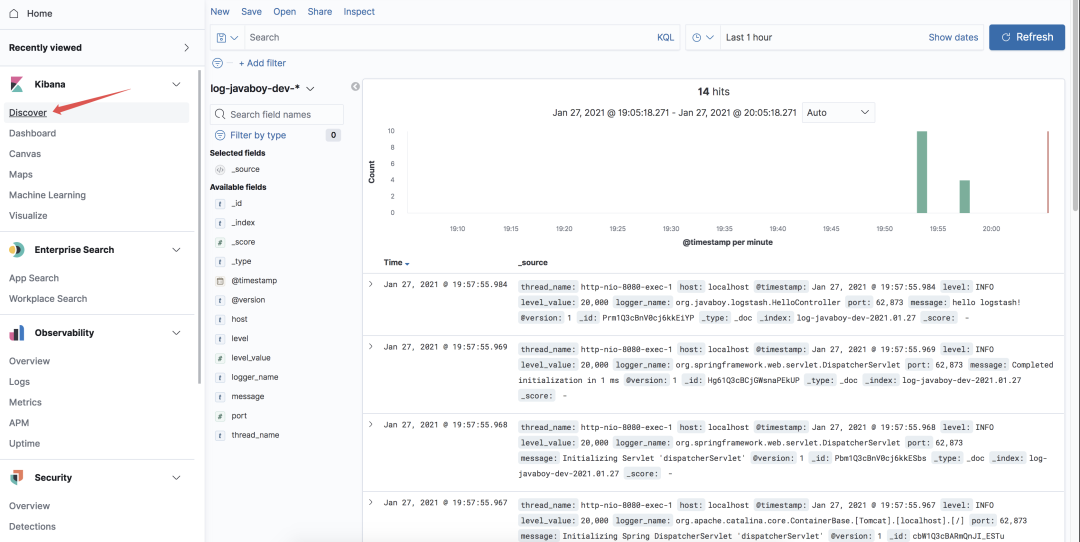 Home
Recently viewed
Kibana
Discover
Dashboard
Canvas
Maps
Machine Learning
Visualize
Enterprise Search
App Search
Workplace Search
Observability
Overview
Logs
Metrics
APM
Uptime
Security
Overview
Detections
New Save Open Share Inspect
Search KQL Last 1 hour Show dates Refresh
+ Add filter
log-javaboy-dev-*
Search field names
Filter by type 0
Selected fields
_source
Available fields
t _id
t _index
# _score
t _type
@timestamp
t @version
t host
t level
# level_value
t logger_name
t message
# port
t thread_name
14 hits
Jan 27, 2021 @ 19:05:18.271 - Jan 27, 2021 @ 20:05:18.271 Auto
Count
10
8
6
4
2
0
19:10 19:15 19:20 19:25 19:30 19:35 19:40 19:45 19:50 19:55 20:00
@timestamp per minute
Time _source
Jan 27, 2021 @ 19:57:55.984 thread_name: http-nio-8080-exec-1 host: localhost @timestamp: Jan 27, 2021 @ 19:57:55.984 level: INFO
level_value: 20,000 logger_name: org.javaboy.logstash.HelloController port: 62,873 message: hello logstash!
@version: 1 _id: Prm1Q3cBnV0cj6kkEiYP _type: _doc _index: log-javaboy-dev-2021.01.27 _score: -
Jan 27, 2021 @ 19:57:55.969 thread_name: http-nio-8080-exec-1 host: localhost @timestamp: Jan 27, 2021 @ 19:57:55.969 level: INFO
level_value: 20,000 logger_name: org.springframework.web.servlet.DispatcherServlet port: 62,873 message: Completed
initialization in 1 ms @version: 1 _id: Hg61Q3cBCjGWsnaPEkUP _type: _doc _index: log-javaboy-dev-2021.01.27
_score: -
Jan 27, 2021 @ 19:57:55.968 thread_name: http-nio-8080-exec-1 host: localhost @timestamp: Jan 27, 2021 @ 19:57:55.968 level: INFO
level_value: 20,000 logger_name: org.springframework.web.servlet.DispatcherServlet port: 62,873
message: Initializing Servlet 'dispatcherServlet' @version: 1 _id: Pbm1Q3cBnV0cj6kkESbs _type: _doc _index: log-
javaboy-dev-2021.01.27 _score: -
Jan 27, 2021 @ 19:57:55.967 thread_name: http-nio-8080-exec-1 host: localhost @timestamp: Jan 27, 2021 @ 19:57:55.967 level: INFO
level_value: 20,000 logger_name: org.apache.catalina.core.ContainerBase.[Tomcat].[localhost].[/] port: 62,873
message: Initializing Spring DispatcherServlet 'dispatcherServlet' @version: 1 _id: cbW1Q3cBARmQnJI_ESTu